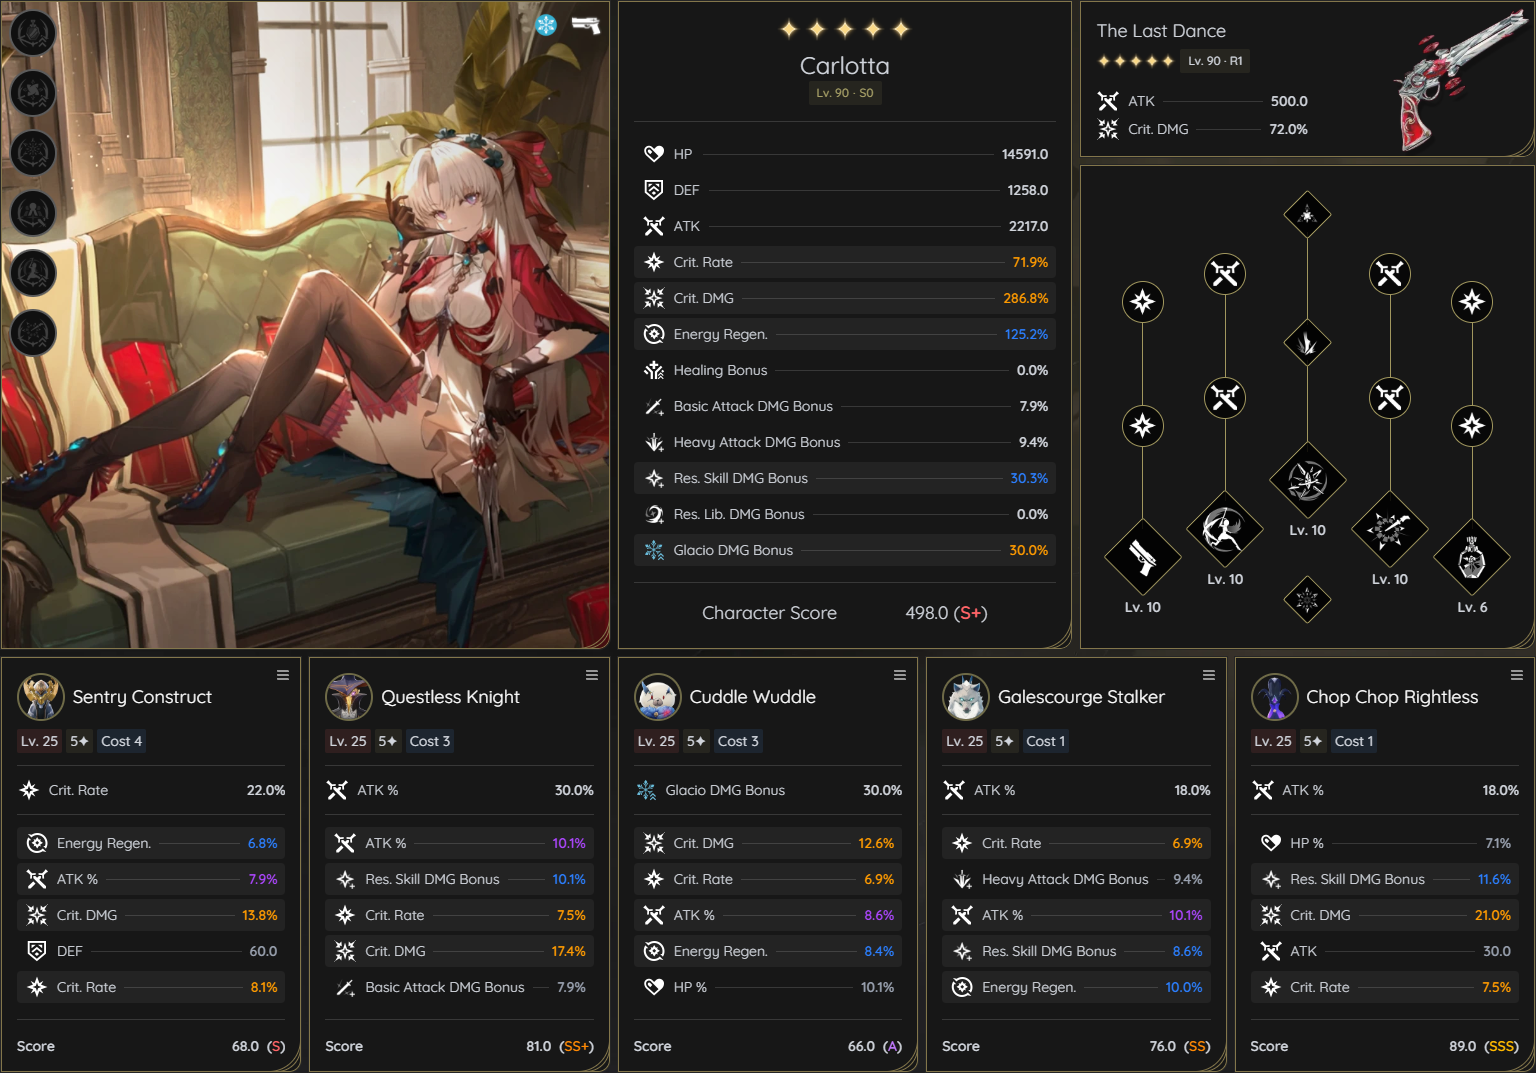 Carlotta
Lv. 90 · S0
HP 14591.0
DEF 1258.0
ATK 2217.0
Crit. Rate 71.9%
Crit. DMG 286.8%
Energy Regen. 125.2%
Healing Bonus 0.0%
Basic Attack DMG Bonus 7.9%
Heavy Attack DMG Bonus 9.4%
Res. Skill DMG Bonus 30.3%
Res. Lib. DMG Bonus 0.0%
Glacio DMG Bonus 30.0%
Character Score 498.0 (S+)
The Last Dance
Lv. 90 · R1
ATK 500.0
Crit. DMG 72.0%
Lv. 10
Lv. 10
Lv. 10
Lv. 10
Lv. 6
Sentry Construct
Lv. 25 5✦ Cost 4
Crit. Rate 22.0%
Energy Regen. 6.8%
ATK % 7.9%
Crit. DMG 13.8%
DEF 60.0
Crit. Rate 8.1%
Score 68.0 (S)
Questless Knight
Lv. 25 5✦ Cost 3
ATK % 30.0%
ATK % 10.1%
Res. Skill DMG Bonus 10.1%
Crit. Rate 7.5%
Crit. DMG 17.4%
Basic Attack DMG Bonus 7.9%
Score 81.0 (SS+)
Cuddle Wuddle
Lv. 25 5✦ Cost 3
Glacio DMG Bonus 30.0%
Crit. DMG 12.6%
Crit. Rate 6.9%
ATK % 8.6%
Energy Regen. 8.4%
HP % 10.1%
Score 66.0 (A)
Galescourge Stalker
Lv. 25 5✦ Cost 1
ATK % 18.0%
Crit. Rate 6.9%
Heavy Attack DMG Bonus 9.4%
ATK % 10.1%
Res. Skill DMG Bonus 8.6%
Energy Regen. 10.0%
Score 76.0 (SS)
Chop Chop Rightless
Lv. 25 5✦ Cost 1
ATK % 18.0%
HP % 7.1%
Res. Skill DMG Bonus 11.6%
Crit. DMG 21.0%
ATK 30.0
Crit. Rate 7.5%
Score 89.0 (SSS)